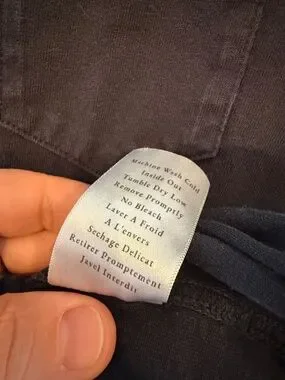 Machine Wash Cold
Inside Out
Tumble Dry Low
Remove Promptly
No Bleach
Laver A Froid
A L'envers
Sechage Delicat
Retirer Promptement
Javel Interdit